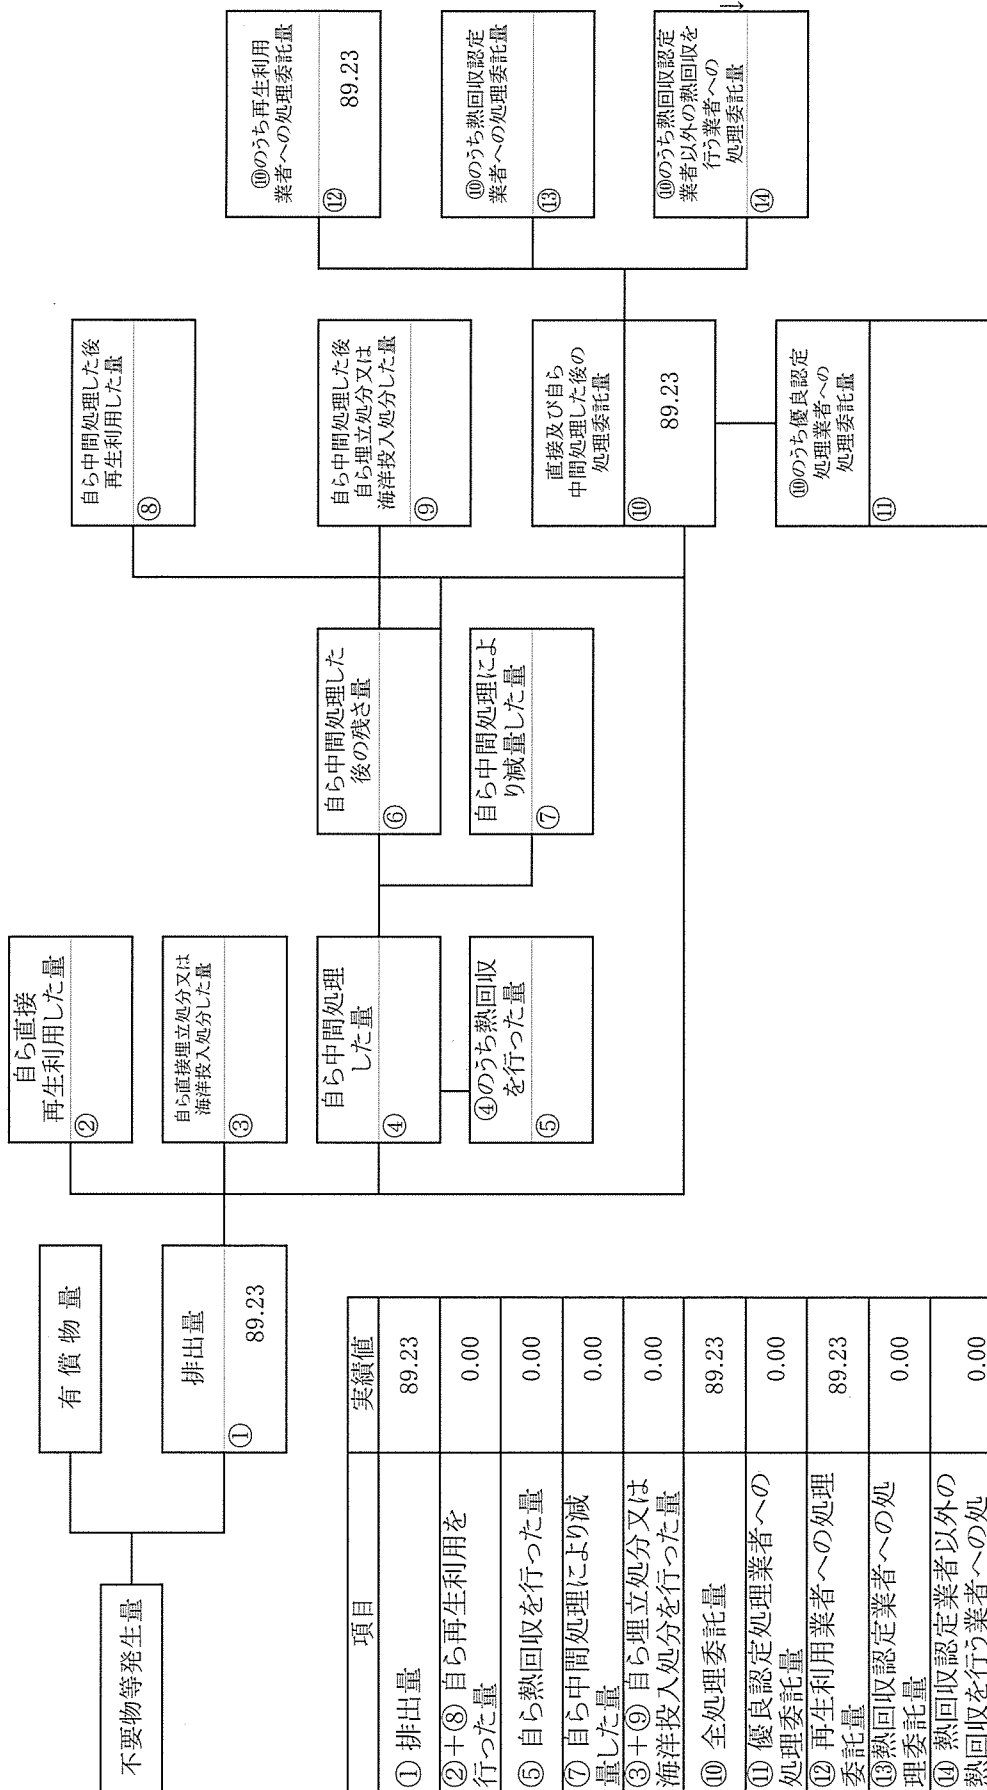 不要物等発生量
有 償 物 量
排出量
①
89.23
自ら直接
再生利用した量
②
自ら直接埋立処分又は
海洋投入処分した量
③
自ら中間処理
した量
④
④のうち熱回収
を行った量
⑤
自ら中間処理した
後の残さ量
⑥
自ら中間処理によ
り減量した量
⑦
自ら中間処理した後
再生利用した量
⑧
自ら中間処理した後
自ら埋立処分又は
海洋投入処分した量
⑨
直接及び自ら
中間処理した後の
処理委託量
⑩
89.23
⑩のうち優良認定
処理業者への
処理委託量
⑪
⑩のうち再生利用
業者への処理委託量
⑫
89.23
⑩のうち熱回収認定
業者への処理委託量
⑬
⑩のうち熱回収認定
業者以外の熱回収を
行う業者への
処理委託量
⑭
項目 実績値
① 排出量 89.23
②+⑧ 自ら再生利用を
行った量 0.00
⑤ 自ら熱回収を行った量 0.00
⑦ 自ら中間処理により減
量した量 0.00
③+⑨ 自ら埋立処分又は
海洋投入処分を行った量 0.00
⑩ 全処理委託量 89.23
⑪ 優良認定処理業者への
処理委託量 0.00
⑫ 再生利用業者への処理
委託量 89.23
⑬熱回収認定業者への処
理委託量 0.00
⑭ 熱回収認定業者以外の
熱回収を行う業者への処 0.00